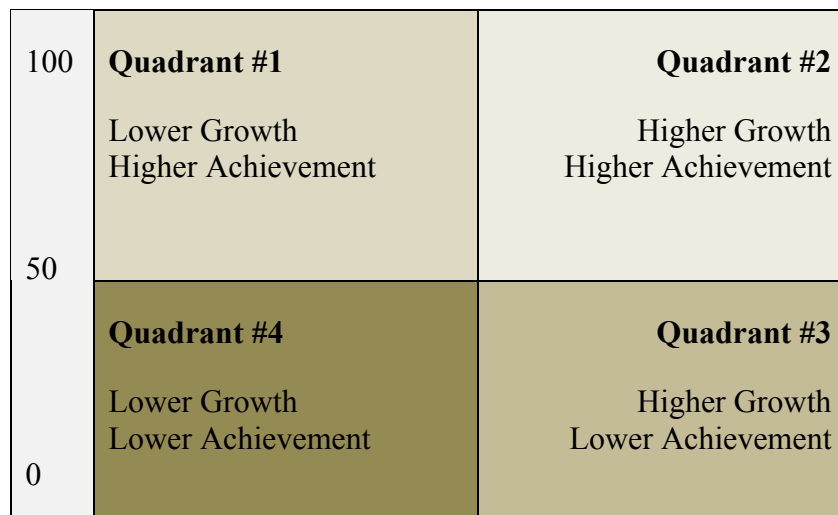 100
Quadrant #1
Lower Growth
Higher Achievement
Quadrant #2
Higher Growth
Higher Achievement
50
Quadrant #4
Lower Growth
Lower Achievement
Quadrant #3
Higher Growth
Lower Achievement
0